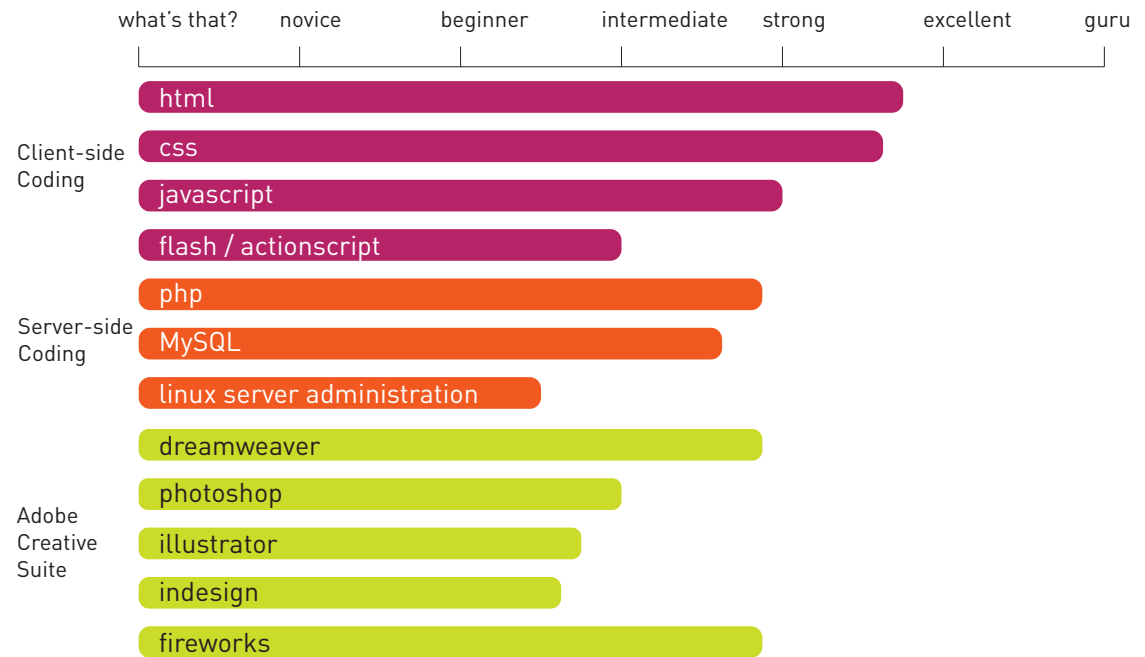 what's that? novice beginner intermediate strong excellent guru
html
css
Client-side
Coding
javascript
flash / actionscript
php
Server-side
Coding
MySQL
linux server administration
dreamweaver
photoshop
Adobe
Creative
Suite
illustrator
indesign
fireworks